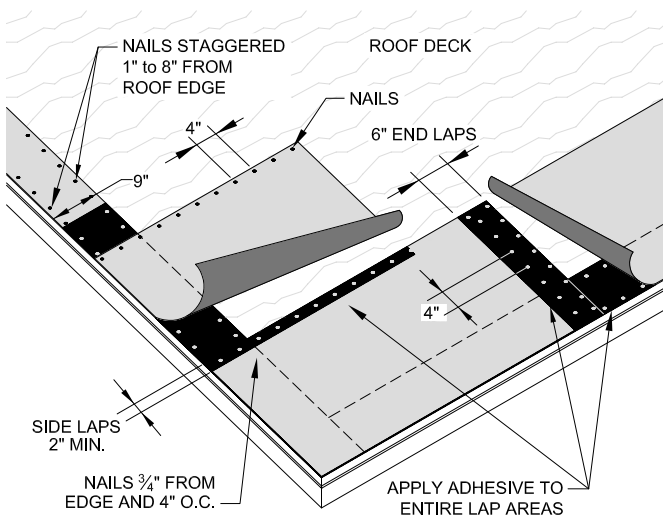 NAILS STAGGERED
1" to 8" FROM
ROOF EDGE
ROOF DECK
NAILS
4"
6" END LAPS
9"
4"
SIDE LAPS
2" MIN.
NAILS ¾" FROM
EDGE AND 4" O.C.
APPLY ADHESIVE TO
ENTIRE LAP AREAS